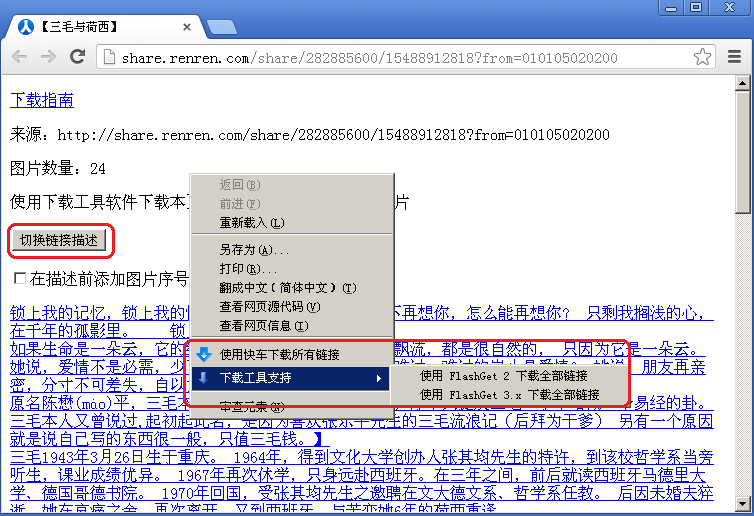 【三毛与荷西】
share.renren.com/share/282885600/15488912818?from=010105020200
下载指南
来源：http://share.renren.com/share/282885600/15488912818?from=010105020200
图片数量：24
使用下载工具软件下载本
片
切换链接描述
在描述前添加图片序号
返回(B)
前进(F)
重新载入(L)
另存为(A)...
打印(R)...
翻成中文(简体中文)(T)
查看网页源代码(V)
查看网页信息(I)
使用快车下载所有链接
下载工具支持
审查元素(N)
使用 FlashGet 2 下载全部链接
使用 FlashGet 3.x 下载全部链接
锁上我的记忆，锁上我的 不再想你，怎么能再想你？ 只剩我搁浅的心，
在千年的孤影里。 锁
如果生命是一朵云，它的 飘流，都是很自然的， 只因为它是一朵云。
她说，爱情不是必需，少 她说， 朋友再亲
密，分寸不可差失，自以
原名陈懋(mào)平，三毛 易经的卦。
三毛本人又曾说过,起初起此名，是因为喜欢张乐平先生的三毛流浪记（后拜为干爹） 另有一个原因
就是说自己写的东西很一般，只值三毛钱。】
三毛1943年3月26日生于重庆。 1964年，得到文化大学创办人张其昀先生的特许，到该校哲学系当旁
听生，课业成绩优异。 1967年再次休学，只身远赴西班牙。在三年之间，前后就读西班牙马德里大
学、德国哥德书院。 1970年回国，受张其昀先生之邀聘在文大德文系、哲学系任教。 后因未婚夫猝
逝，她在哀痛之余，再次离开，又到西班牙。与苦恋她6年的荷西重逢。